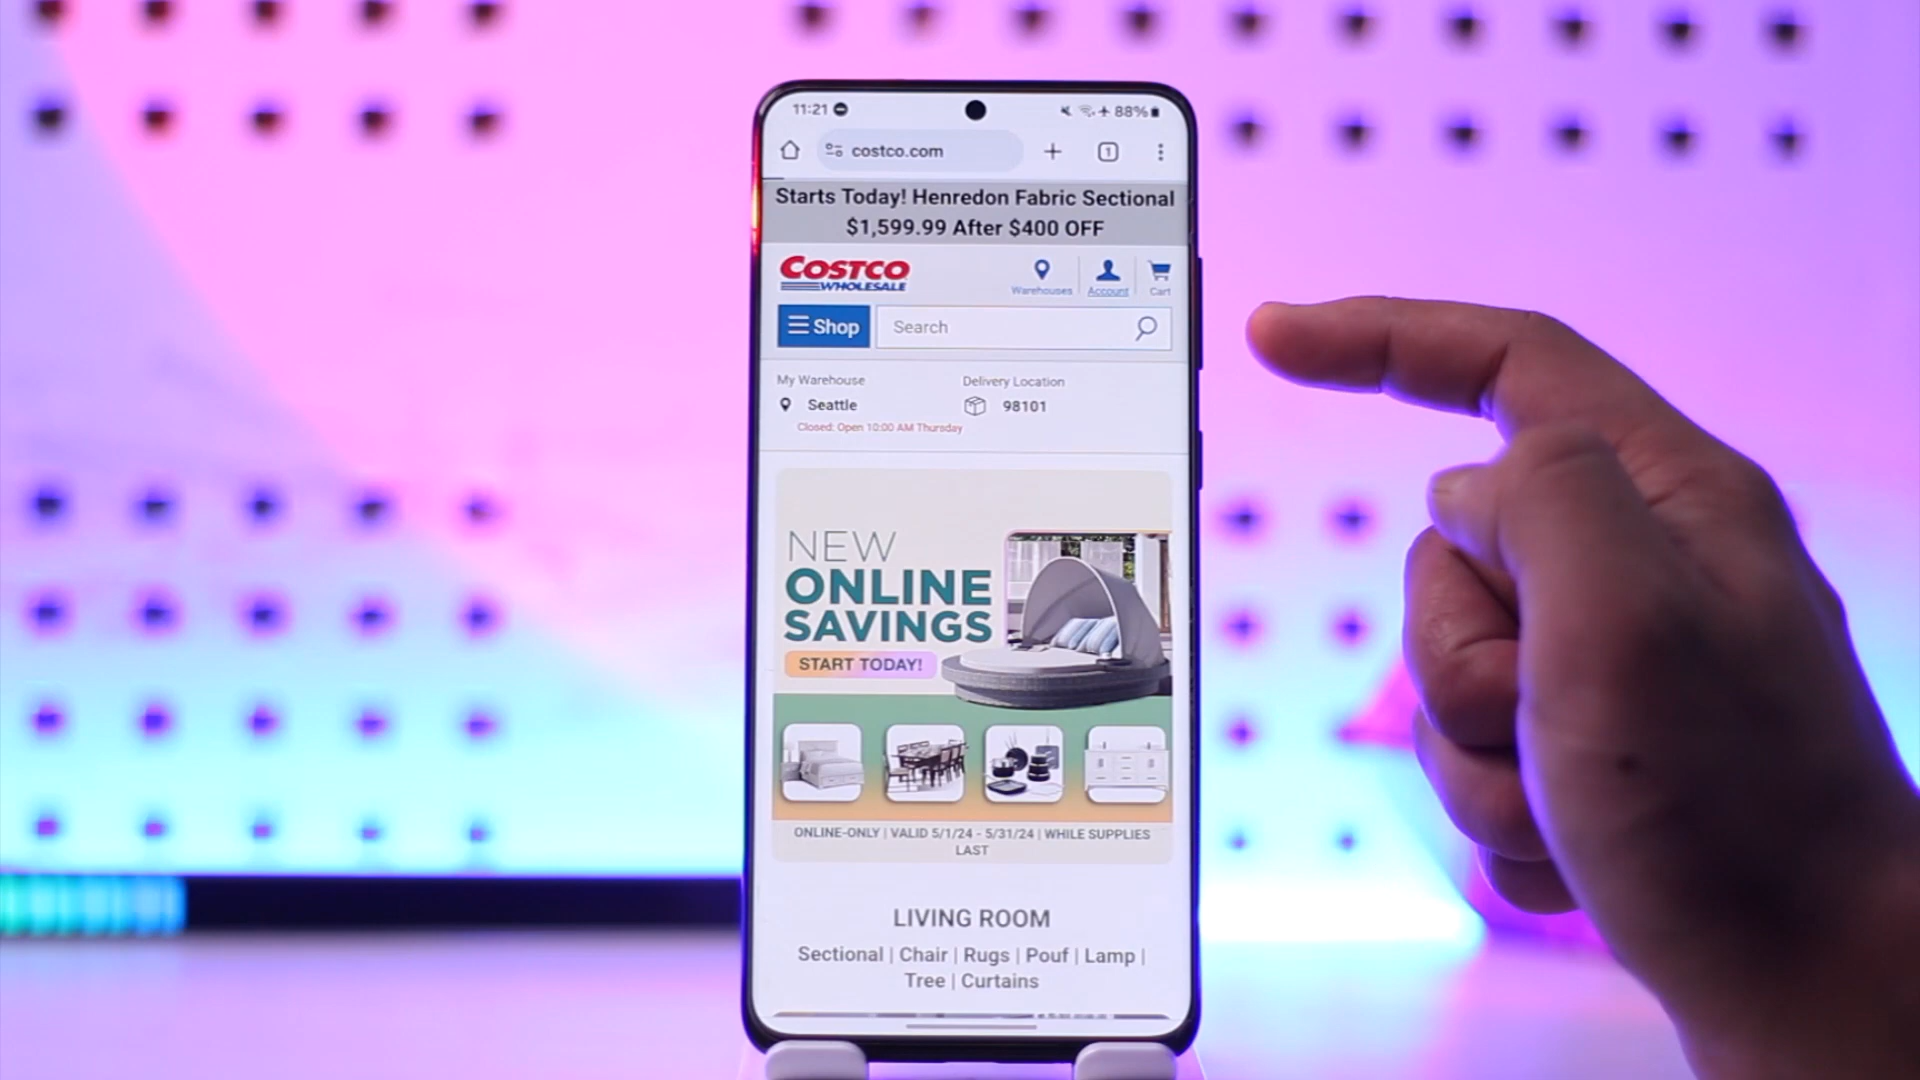 11:21
88%
costco.com
1
Starts Today! Henredon Fabric Sectional
$1,599.99 After $400 OFF
COSTCO
WHOLESALE
Warehouses
Account
Cart
Shop
Search
My Warehouse
Delivery Location
Seattle
98101
Closed: Open 10:00 AM Thursday
NEW
ONLINE
SAVINGS
START TODAY!
ONLINE-ONLY | VALID 5/1/24 - 5/31/24 | WHILE SUPPLIES
LAST
LIVING ROOM
Sectional | Chair | Rugs | Pouf | Lamp |
Tree | Curtains